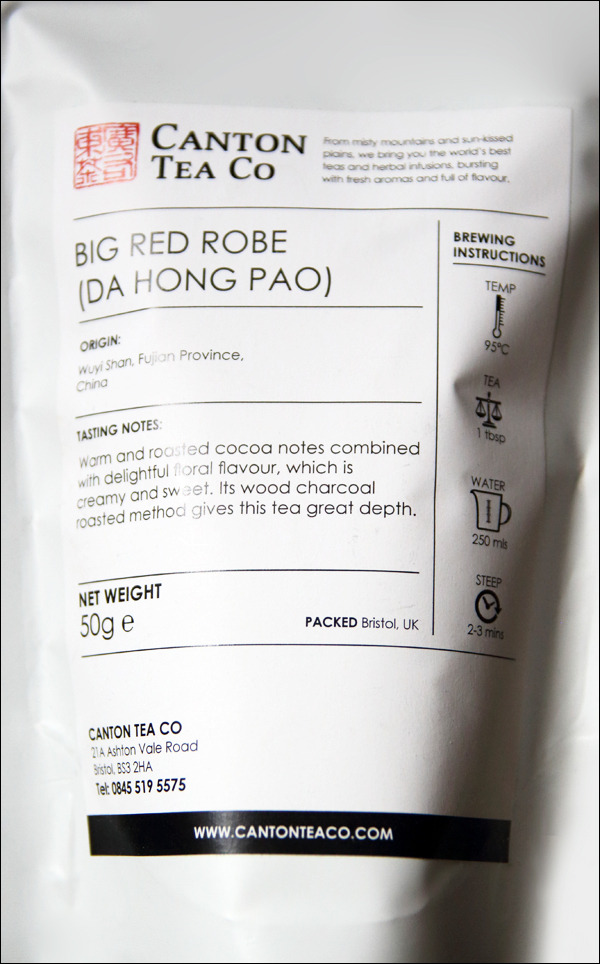 廣東
茶司
CANTON
TEA CO
From misty mountains and sun-kissed
plains, we bring you the world's best
teas and herbal infusions, bursting
with fresh aromas and full of flavour.
BIG RED ROBE
(DA HONG PAO)
ORIGIN:
Wuyi Shan, Fujian Province,
China
TASTING NOTES:
Warm and roasted cocoa notes combined
with delightful floral flavour, which is
creamy and sweet. Its wood charcoal
roasted method gives this tea great depth.
NET WEIGHT
50g e
PACKED Bristol, UK
BREWING
INSTRUCTIONS
TEMP
95°C
TEA
1 tbsp
WATER
250 mls
STEEP
2-3 mins
CANTON TEA CO
21A Ashton Vale Road
Bristol, BS3 2HA
Tel: 0845 519 5575
WWW.CANTONTEACO.COM